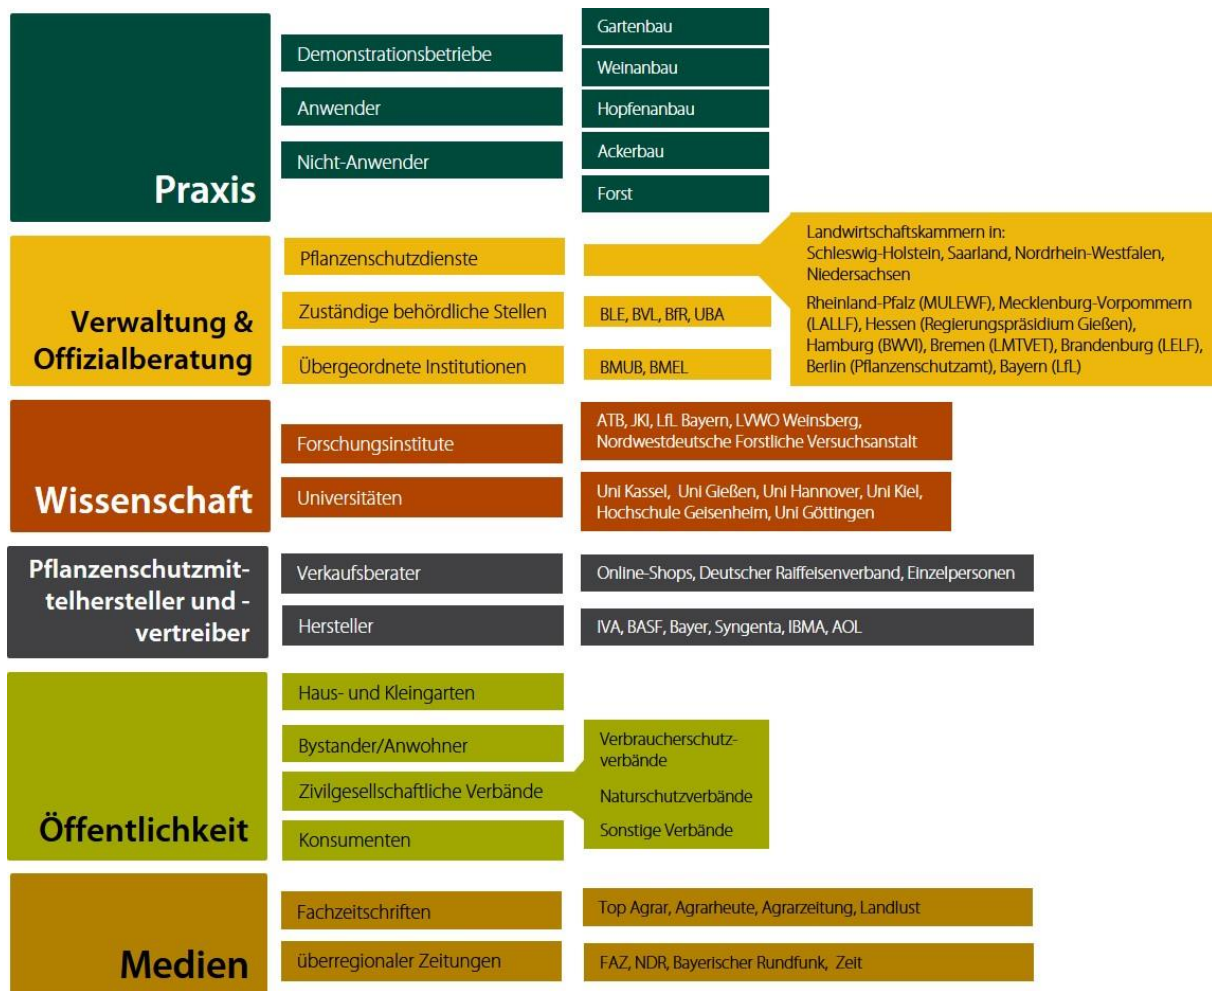 Praxis
Demonstrationsbetriebe
Anwender
Nicht-Anwender
Gartenbau
Weinanbau
Hopfenanbau
Ackerbau
Forst
Verwaltung &
Offizialberatung
Pflanzenschutzdienste
Landwirtschaftskammern in:
Schleswig-Holstein, Saarland, Nordrhein-Westfalen,
Niedersachsen
Rheinland-Pfalz (MULEWF), Mecklenburg-Vorpommern
(LALLF), Hessen (Regierungspräsidium Gießen),
Hamburg (BWVI), Bremen (LMTVET), Brandenburg (LELF),
Berlin (Pflanzenschutzamt), Bayern (LfL)
Zuständige behördliche Stellen
BLE, BVL, BfR, UBA
Übergeordnete Institutionen
BMUB, BMEL
Wissenschaft
Forschungsinstitute
ATB, JKI, LfL Bayern, LVWO Weinsberg,
Nordwestdeutsche Forstliche Versuchsanstalt
Universitäten
Uni Kassel, Uni Gießen, Uni Hannover, Uni Kiel,
Hochschule Geisenheim, Uni Göttingen
Pflanzenschutzmit-
telhersteller und -
vertreiber
Verkaufsberater
Online-Shops, Deutscher Raiffeisenverband, Einzelpersonen
Hersteller
IVA, BASF, Bayer, Syngenta, IBMA, AOL
Öffentlichkeit
Haus- und Kleingarten
Bystander/Anwohner
Zivilgesellschaftliche Verbände
Konsumenten
Verbraucherschutz-
verbände
Naturschutzverbände
Sonstige Verbände
Medien
Fachzeitschriften
Top Agrar, Agrarheute, Agrarzeitung, Landlust
überregionaler Zeitungen
FAZ, NDR, Bayerischer Rundfunk, Zeit